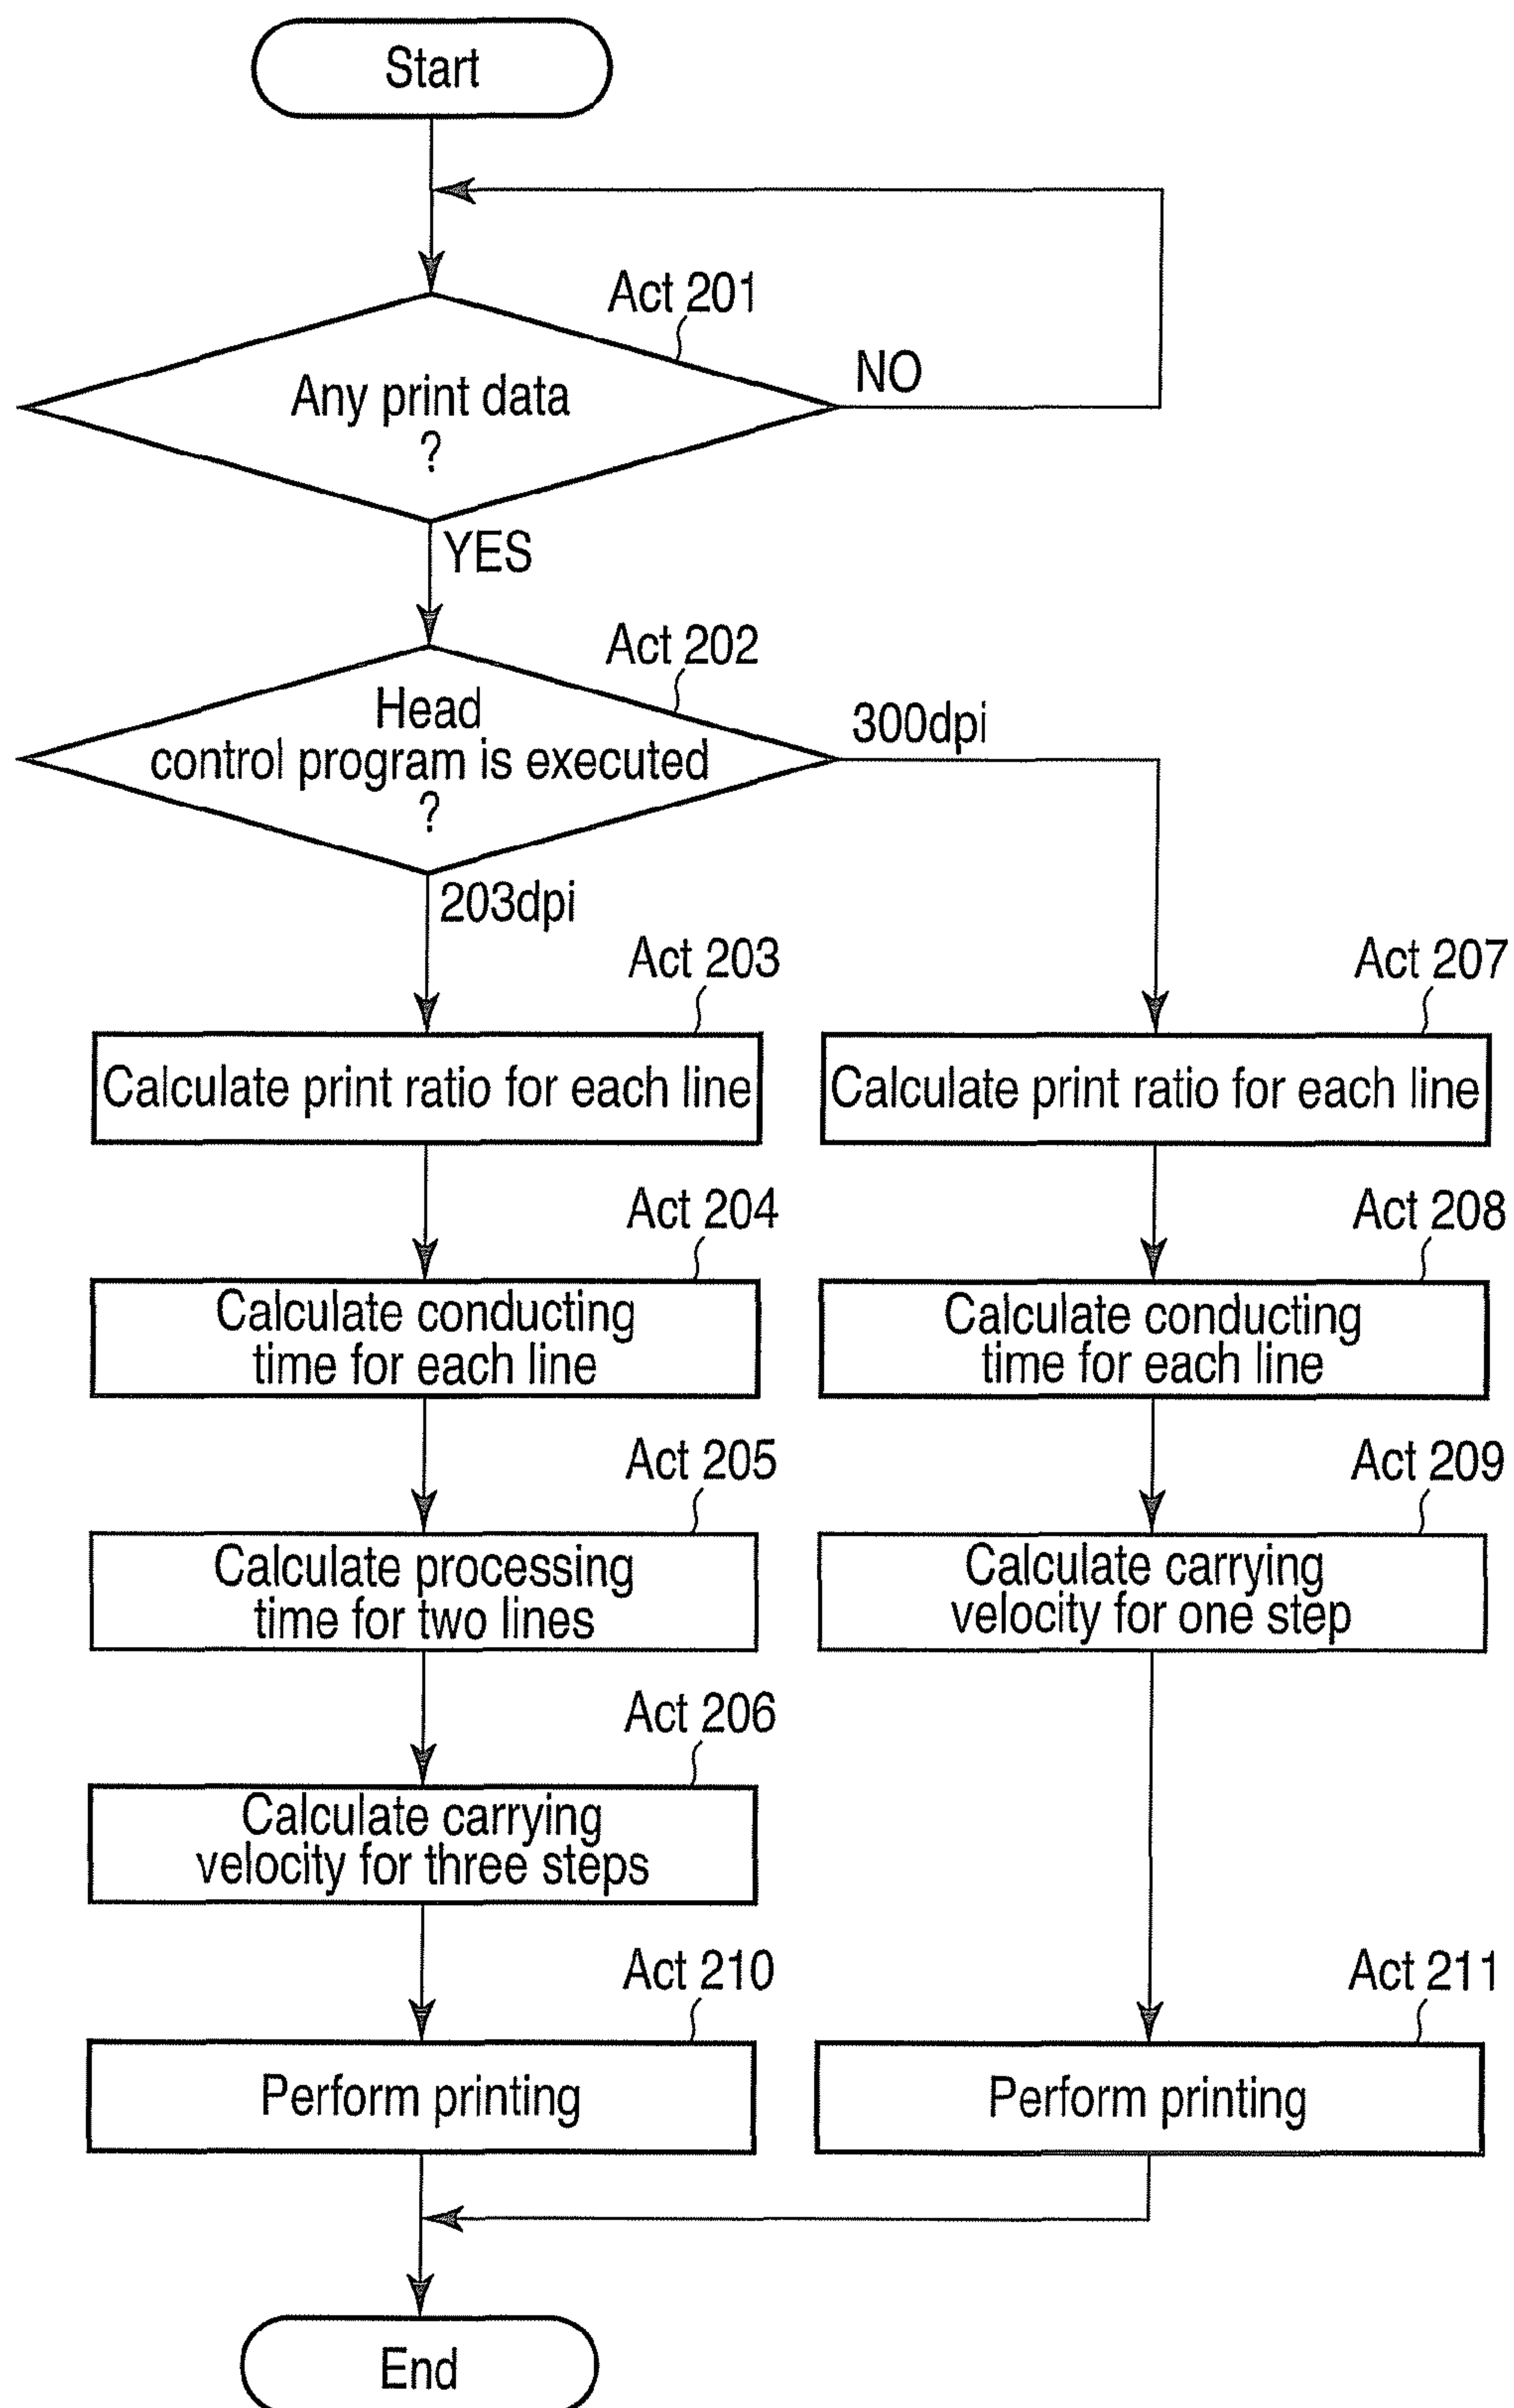 Start
Act 201
Any print data
?
NO
YES
Act 202
Head
control program is executed
?
300dpi
203dpi
Act 203
Calculate print ratio for each line
Act 207
Calculate print ratio for each line
Act 204
Calculate conducting
time for each line
Act 208
Calculate conducting
time for each line
Act 205
Calculate processing
time for two lines
Act 209
Calculate carrying
velocity for one step
Act 206
Calculate carrying
velocity for three steps
Act 210
Perform printing
Act 211
Perform printing
End